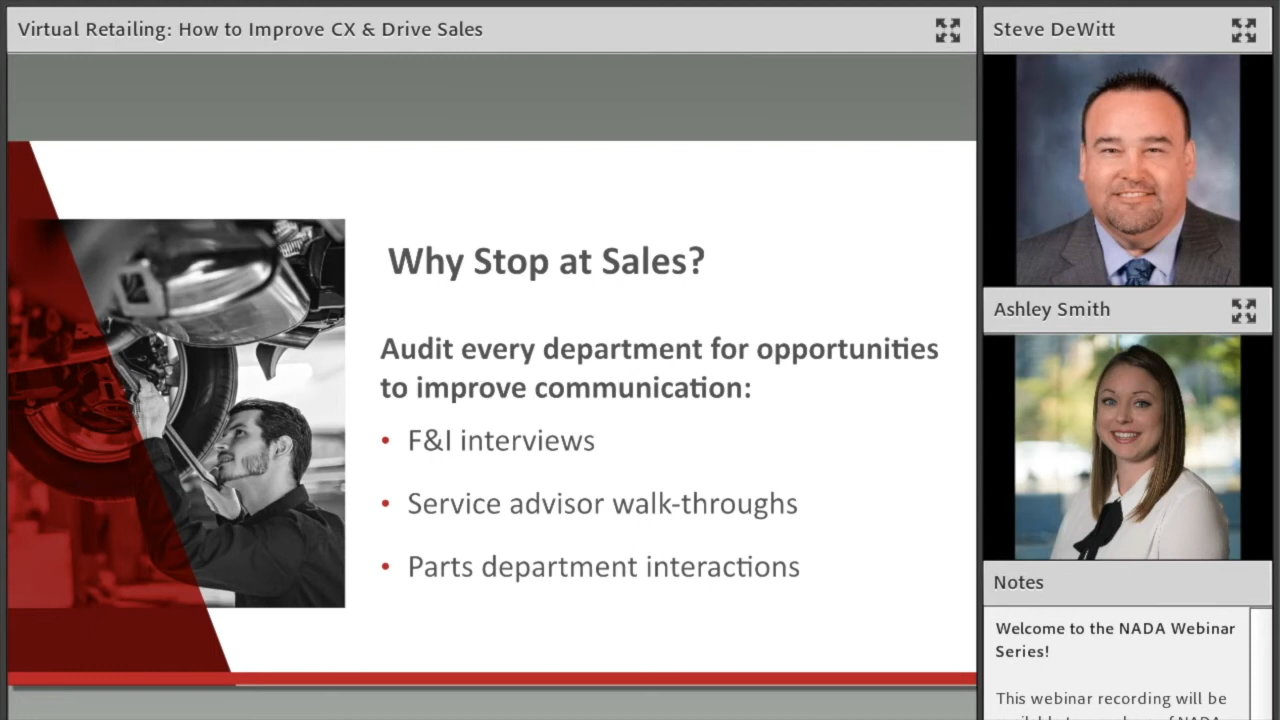 Virtual Retailing: How to Improve CX & Drive Sales
Why Stop at Sales?
Audit every department for opportunities
to improve communication:
• F&I interviews
• Service advisor walk-throughs
• Parts department interactions
Steve DeWitt
Ashley Smith
Notes
Welcome to the NADA Webinar
Series!
This webinar recording will be